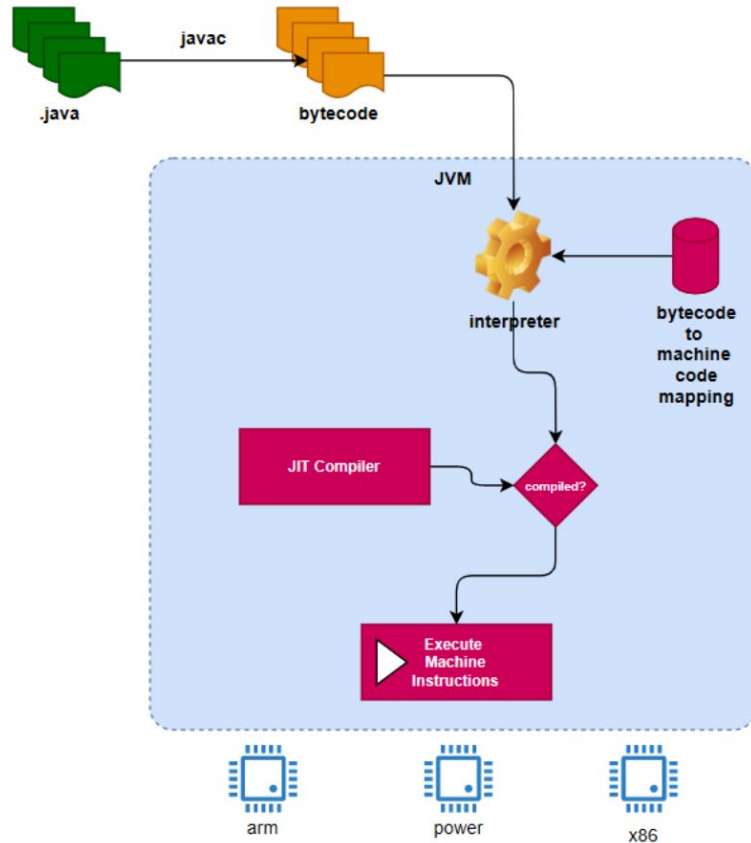 javac
.java
bytecode
JVM
interpreter
bytecode
to
machine
code
mapping
JIT Compiler
compiled?
Execute
Machine
Instructions
arm
power
x86